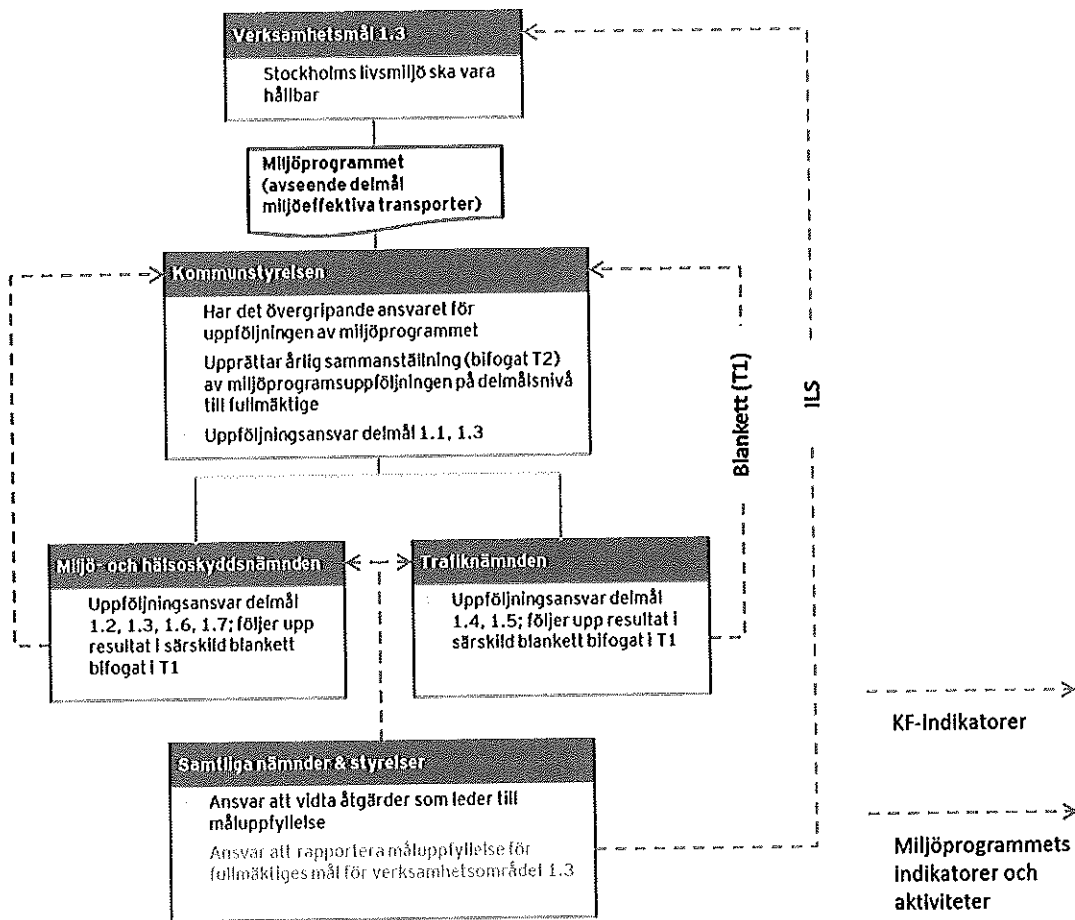 Verksamhetsmål 1.3
Stockholms livsmiljö ska vara
hållbar
Miljöprogrammet
(avseende delmål
miljöeffektiva transporter)
Kommunstyrelsen
Har det övergripande ansvaret för
uppföljningen av miljöprogrammet
Upprättar årlig sammanställning (bifogat T2)
av miljöprogramsuppföljningen på delmålsnivå
till fullmäktige
Uppföljningsansvar delmål 1.1, 1.3
Miljö- och hälsoskyddsnämnden
Uppföljningsansvar delmål
1.2, 1.3, 1.6, 1.7; följer upp
resultat i särskild blankett
bifogat i T1
Trafiknämnden
Uppföljningsansvar delmål
1.4, 1.5; följer upp resultat i
särskild blankett bifogat i T1
Blankett (T1)
ILS
Samtliga nämnder & styrelser
Ansvar att vidta åtgärder som leder till
måluppfyllelse
Ansvar att rapportera måluppfyllelse för
fullmäktiges mål för verksamhetsområdet 1.3
KF-indikatorer
Miljöprogrammets
indikatorer och
aktiviteter